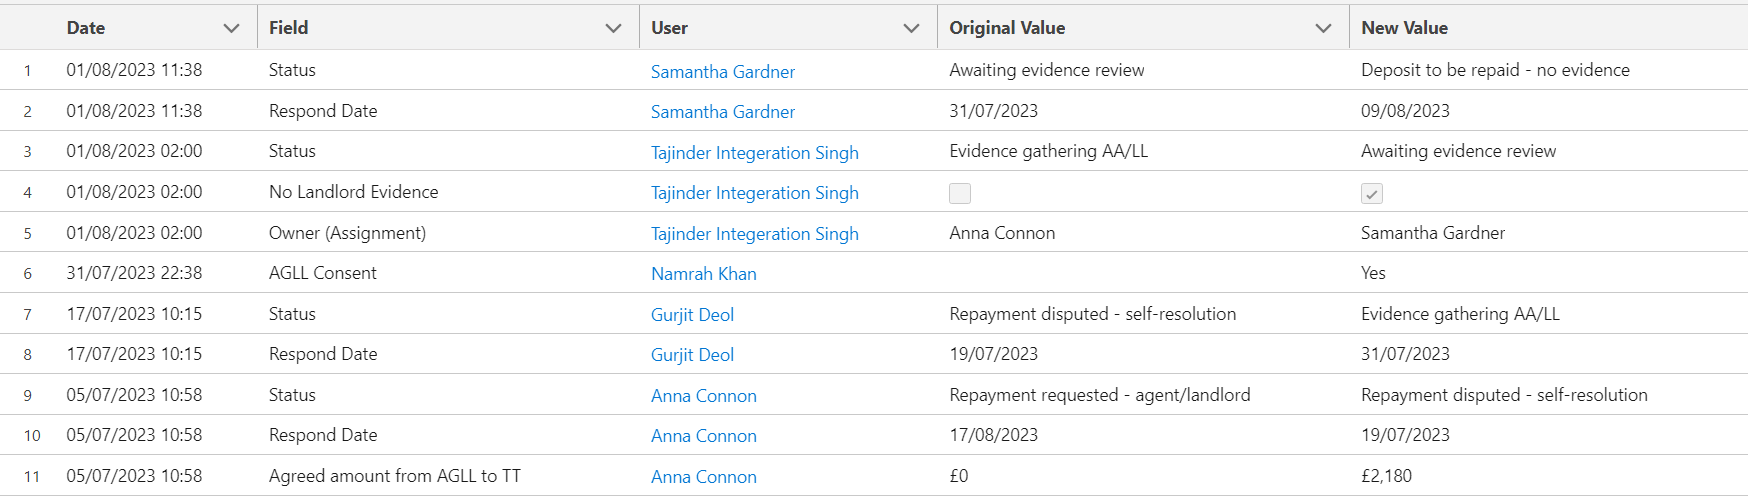 Date Field User Original Value New Value
1 01/08/2023 11:38 Status Samantha Gardner Awaiting evidence review Deposit to be repaid - no evidence
2 01/08/2023 11:38 Respond Date Samantha Gardner 31/07/2023 09/08/2023
3 01/08/2023 02:00 Status Tajinder Integeration Singh Evidence gathering AA/LL Awaiting evidence review
4 01/08/2023 02:00 No Landlord Evidence Tajinder Integeration Singh
5 01/08/2023 02:00 Owner (Assignment) Tajinder Integeration Singh Anna Connon Samantha Gardner
6 31/07/2023 22:38 AGLL Consent Namrah Khan Yes
7 17/07/2023 10:15 Status Gurjit Deol Repayment disputed - self-resolution Evidence gathering AA/LL
8 17/07/2023 10:15 Respond Date Gurjit Deol 19/07/2023 31/07/2023
9 05/07/2023 10:58 Status Anna Connon Repayment requested - agent/landlord Repayment disputed - self-resolution
10 05/07/2023 10:58 Respond Date Anna Connon 17/08/2023 19/07/2023
11 05/07/2023 10:58 Agreed amount from AGLL to TT Anna Connon £0 £2,180